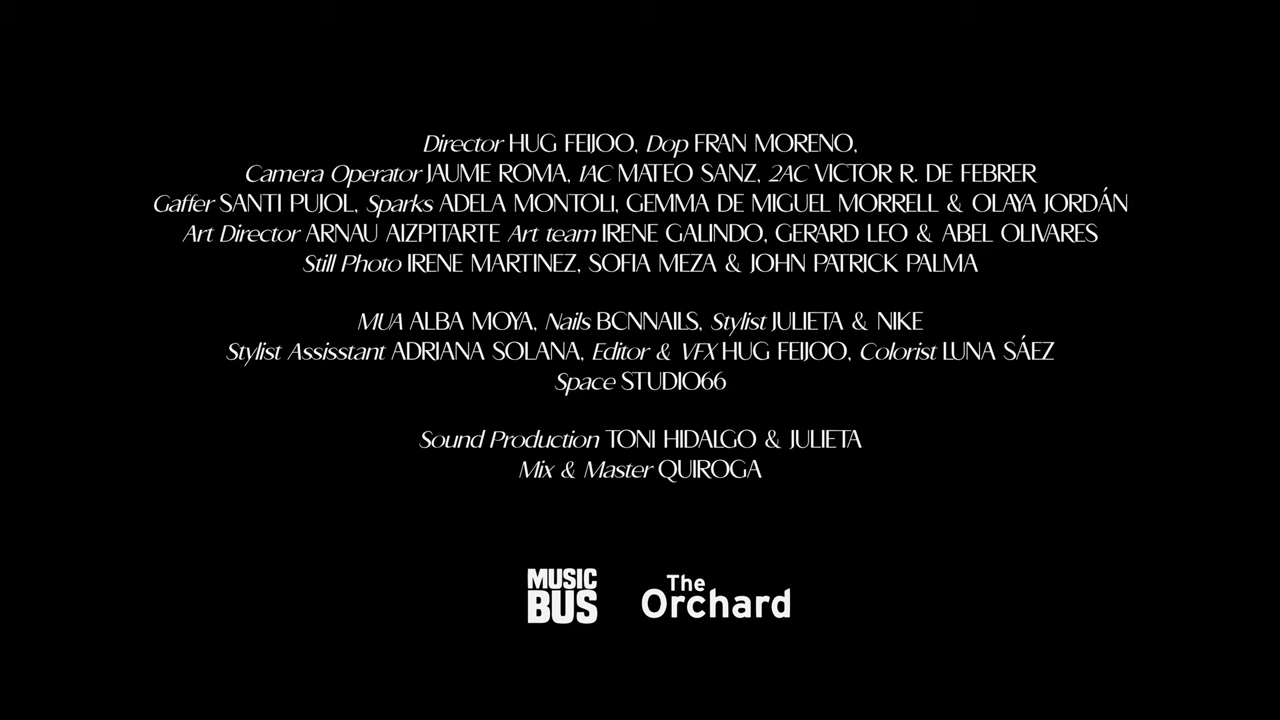 Director HUG FEIJOO, Dop FRAN MORENO,
Camera Operator JAUME ROMA, 1AC MATEO SANZ, 2AC VICTOR R. DE FEBRER
Gaffer SANTI PUJOL, Sparks ADELA MONTOLI, GEMMA DE MIGUEL MORRELL & OLAYA JORDÁN
Art Director ARNAU AIZPITARTE Art team IRENE GALINDO, GERARD LEO & ABEL OLIVARES
Still Photo IRENE MARTINEZ, SOFIA MEZA & JOHN PATRICK PALMA
MUA ALBA MOYA, Nails BCNNAILS, Stylist JULIETA & NIKE
Stylist Assisstant ADRIANA SOLANA, Editor & VFX HUG FEIJOO, Colorist LUNA SÁEZ
Space STUDIO66
Sound Production TONI HIDALGO & JULIETA
Mix & Master QUIROGA
MUSIC
BUS
The
Orchard